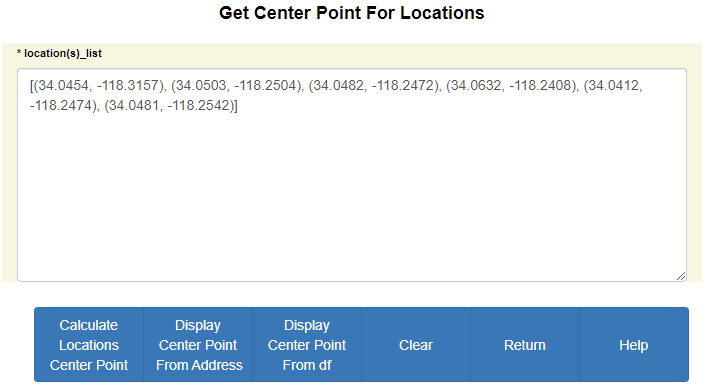 Get Center Point For Locations
* location(s)_list
[(34.0454, -118.3157), (34.0503, -118.2504), (34.0482, -118.2472), (34.0632, -118.2408), (34.0412,
-118.2474), (34.0481, -118.2542)]
Calculate
Locations
Center Point
Display
Center Point
From Address
Display
Center Point
From df
Clear
Return
Help